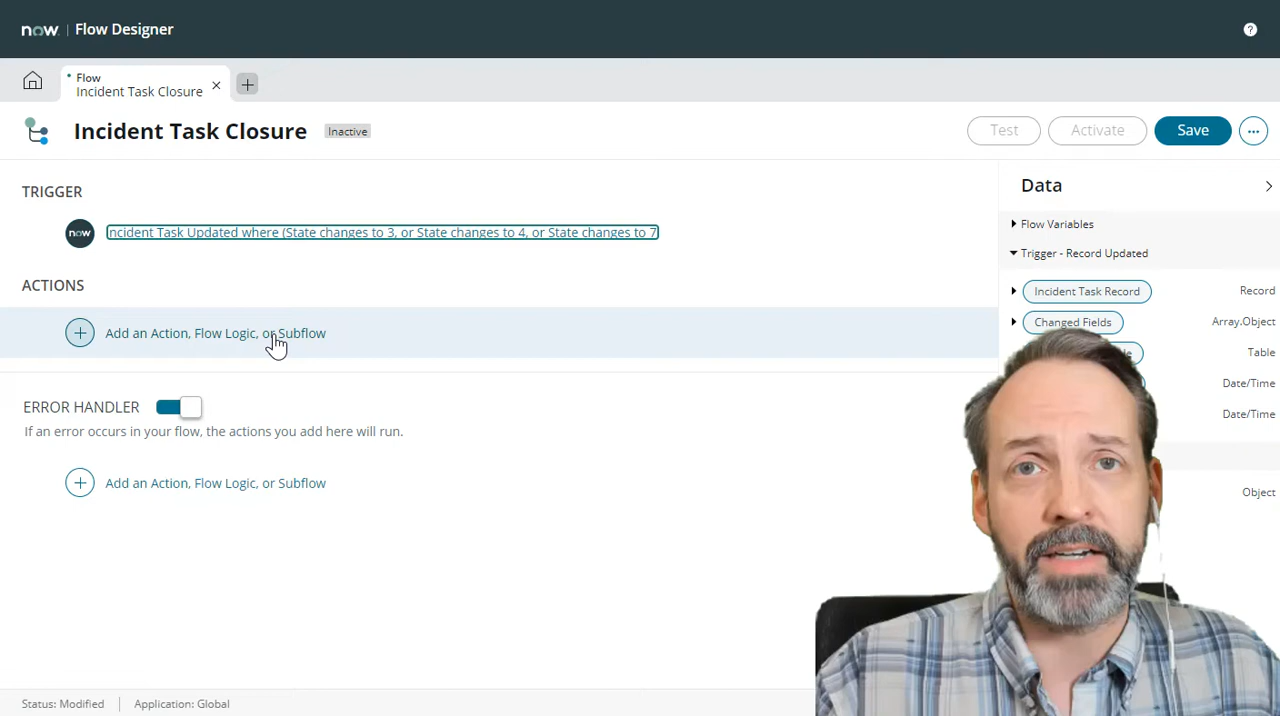 now. | Flow Designer
Flow
Incident Task Closure
Incident Task Closure Inactive
Test Activate Save
TRIGGER
now
ncident Task Updated where (State changes to 3, or State changes to 4, or State changes to 7
ACTIONS
Add an Action, Flow Logic, or Subflow
ERROR HANDLER
If an error occurs in your flow, the actions you add here will run.
Add an Action, Flow Logic, or Subflow
Data
Flow Variables
Trigger - Record Updated
Incident Task Record Record
Changed Fields Array.Object
Table
Date/Time
Date/Time
Object
Status: Modified Application: Global